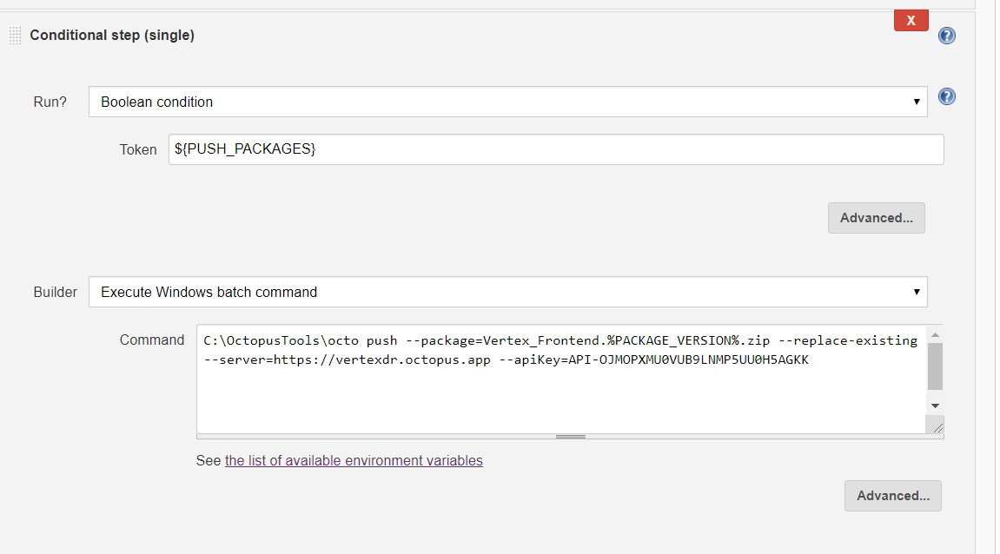 X
Conditional step (single)
?
Run?
Boolean condition
?
Token
${PUSH_PACKAGES}
Advanced...
Builder
Execute Windows batch command
Command
C:\OctopusTools\octo push --package=Vertex_Frontend.%PACKAGE_VERSION%.zip --replace-existing
--server=https://vertexdr.octopus.app --apiKey=API-OJMOPXMU0VUB9LNMP5UU0H5AGKK
See the list of available environment variables
Advanced...